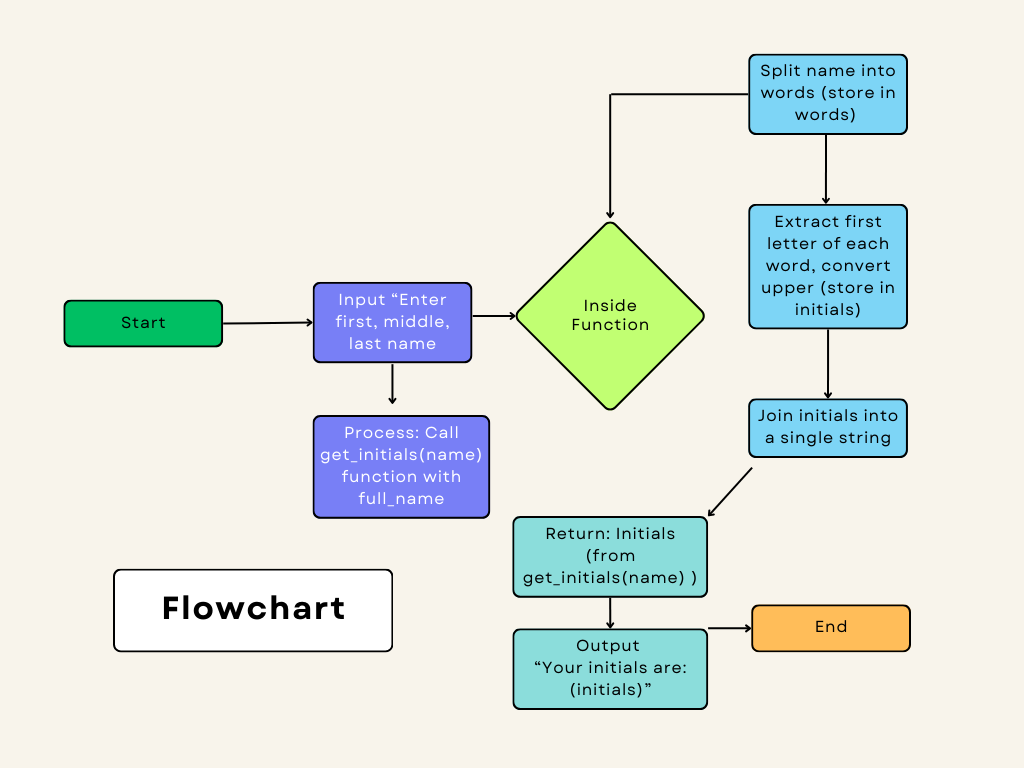 Start
Input “Enter
first, middle,
last name
Process: Call
get_initials(name)
function with
full_name
Inside
Function
Split name into
words (store in
words)
Extract first
letter of each
word, convert
upper (store in
initials)
Join initials into
a single string
Return: Initials
(from
get_initials(name) )
Output
“Your initials are:
(initials)”
End
Flowchart